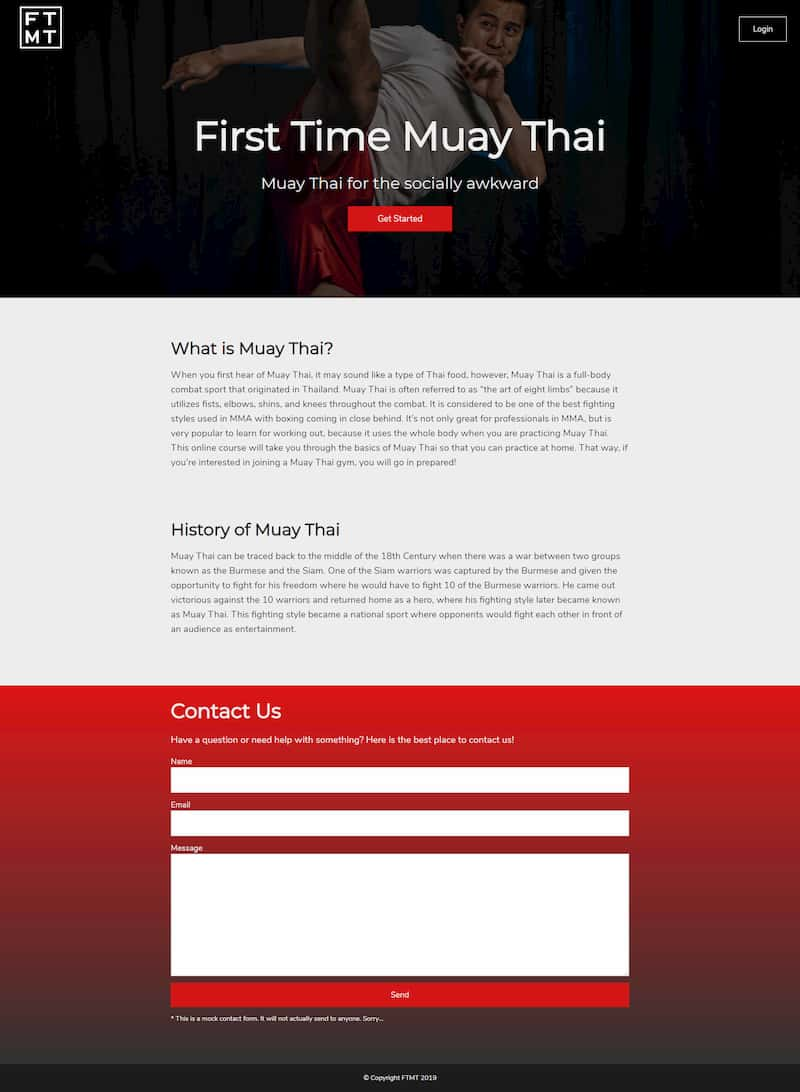 FT
MT
Login
First Time Muay Thai
Muay Thai for the socially awkward
Get Started
What is Muay Thai?
When you first hear of Muay Thai, it may sound like a type of Thai food, however, Muay Thai is a full-body
combat sport that originated in Thailand. Muay Thai is often referred to as “the art of eight limbs” because it
utilizes fists, elbows, shins, and knees throughout the combat. It is considered to be one of the best fighting
styles used in MMA with boxing coming in close behind. It’s not only great for professionals in MMA, but is
very popular to learn for working out, because it uses the whole body when you are practicing Muay Thai.
This online course will take you through the basics of Muay Thai so that you can practice at home. That way, if
you’re interested in joining a Muay Thai gym, you will go in prepared!
History of Muay Thai
Muay Thai can be traced back to the middle of the 18th Century when there was a war between two groups
known as the Burmese and the Siam. One of the Siam warriors was captured by the Burmese and given the
opportunity to fight for his freedom where he would have to fight 10 of the Burmese warriors. He came out
victorious against the 10 warriors and returned home as a hero, where his fighting style later became known
as Muay Thai. This fighting style became a national sport where opponents would fight each other in front of
an audience as entertainment.
Contact Us
Have a question or need help with something? Here is the best place to contact us!
Name
Email
Message
Send
* This is a mock contact form. It will not actually send to anyone. Sorry...
© Copyright FTMT 2019